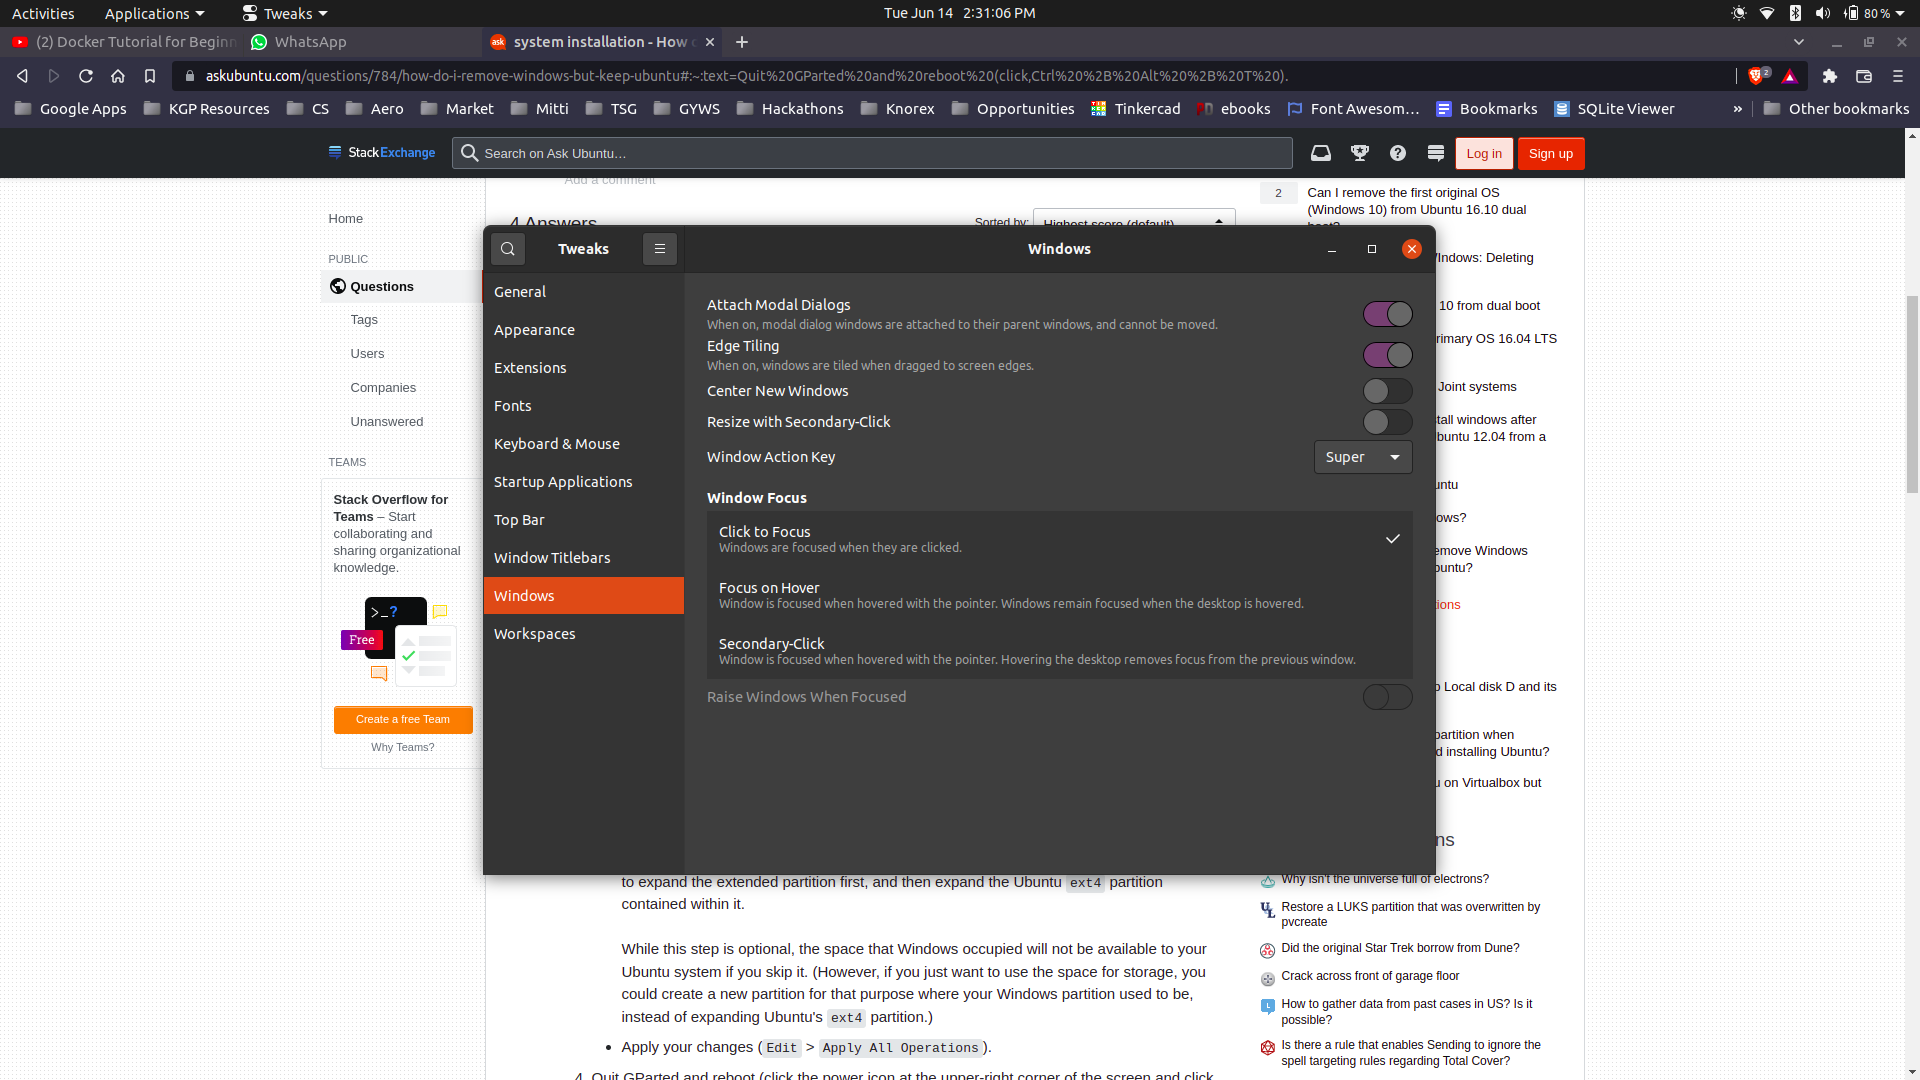 Activities
Applications
Tweaks
Tue Jun 14 2:31:06 PM
80 %
(2) Docker Tutorial for Beginn
WhatsApp
system installation - How
askubuntu.com/questions/784/how-do-i-remove-windows-but-keep-ubuntu#:~:text=Quit%20GParted%20and%20reboot%20(click,Ctrl%20%2B%20Alt%20%2B%20T%20).
2
Google Apps
KGP Resources
CS
Aero
Market
Mitti
TSG
GYWS
Hackathons
Knorex
Opportunities
Tinkercad
ebooks
Font Awesom…
Bookmarks
SQLite Viewer
»
Other bookmarks
StackExchange
Search on Ask Ubuntu…
Log in
Sign up
Add a comment
4 Answers
Sorted by:
Highest score (default)
Home
PUBLIC
Questions
Tags
Users
Companies
Unanswered
TEAMS
Stack Overflow for
Teams – Start
collaborating and
sharing organizational
knowledge.
>_?
Free
Create a free Team
Why Teams?
Tweaks
Windows
General
Appearance
Extensions
Fonts
Keyboard & Mouse
Startup Applications
Top Bar
Window Titlebars
Windows
Workspaces
Attach Modal Dialogs
When on, modal dialog windows are attached to their parent windows, and cannot be moved.
Edge Tiling
When on, windows are tiled when dragged to screen edges.
Center New Windows
Resize with Secondary-Click
Window Action Key
Super
Window Focus
Click to Focus
Windows are focused when they are clicked.
Focus on Hover
Window is focused when hovered with the pointer. Windows remain focused when the desktop is hovered.
Secondary-Click
Window is focused when hovered with the pointer. Hovering the desktop removes focus from the previous window.
Raise Windows When Focused
to expand the extended partition first, and then expand the Ubuntu ext4 partition
contained within it.
While this step is optional, the space that Windows occupied will not be available to your
Ubuntu system if you skip it. (However, if you just want to use the space for storage, you
could create a new partition for that purpose where your Windows partition used to be,
instead of expanding Ubuntu's ext4 partition.)
• Apply your changes (Edit > Apply All Operations).
4. Quit GParted and reboot (click the power icon at the upper-right corner of the screen and click
2
Can I remove the first original OS
(Windows 10) from Ubuntu 16.10 dual
boot?
Windows: Deleting
10 from dual boot
rimary OS 16.04 LTS
Joint systems
tall windows after
buntu 12.04 from a
untu
ows?
emove Windows
buntu?
tions
o Local disk D and its
partition when
d installing Ubuntu?
u on Virtualbox but
ns
Why isn't the universe full of electrons?
Restore a LUKS partition that was overwritten by
pvcreate
Did the original Star Trek borrow from Dune?
Crack across front of garage floor
How to gather data from past cases in US? Is it
possible?
Is there a rule that enables Sending to ignore the
spell targeting rules regarding Total Cover?